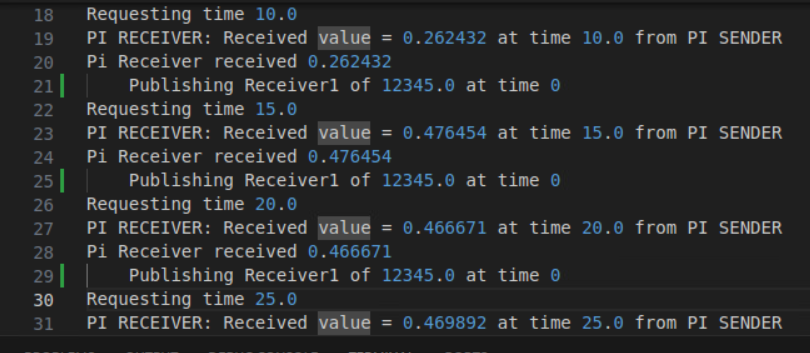 18 Requesting time 10.0
19 PI RECEIVER: Received value = 0.262432 at time 10.0 from PI SENDER
20 Pi Receiver received 0.262432
21 Publishing Receiver1 of 12345.0 at time 0
22 Requesting time 15.0
23 PI RECEIVER: Received value = 0.476454 at time 15.0 from PI SENDER
24 Pi Receiver received 0.476454
25 Publishing Receiver1 of 12345.0 at time 0
26 Requesting time 20.0
27 PI RECEIVER: Received value = 0.466671 at time 20.0 from PI SENDER
28 Pi Receiver received 0.466671
29 Publishing Receiver1 of 12345.0 at time 0
30 Requesting time 25.0
31 PI RECEIVER: Received value = 0.469892 at time 25.0 from PI SENDER